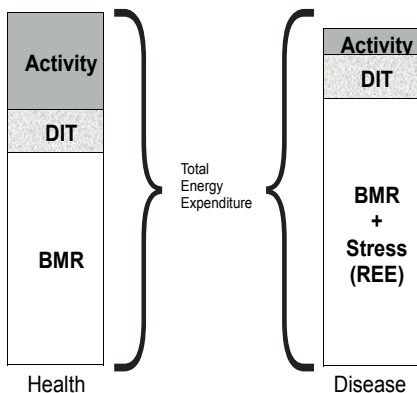 Activity
DIT
BMR
Health
Total
Energy
Expenditure
Activity
DIT
BMR
+
Stress
(REE)
Disease